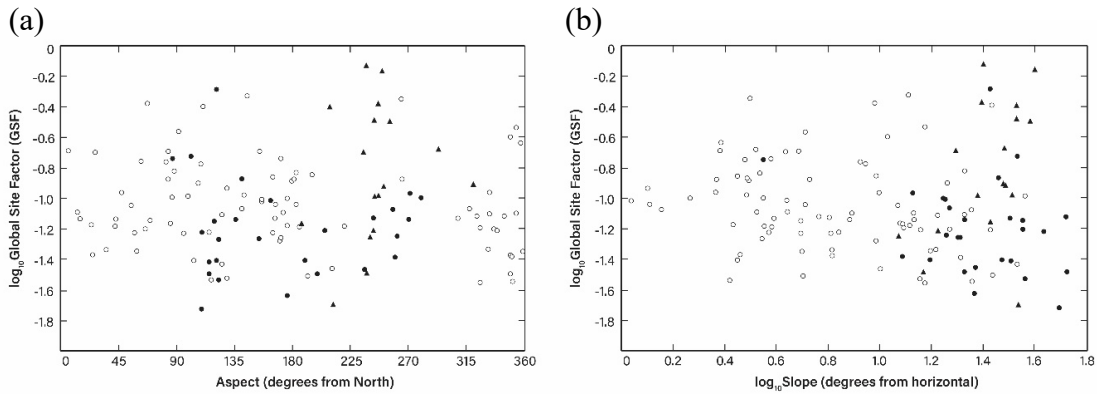 (a)
(b)
0
-0.2
-0.4
-0.6
-0.8
-1.0
-1.2
-1.4
-1.6
-1.8
log10Global Site Factor (GSF)
0 45 90 135 180 225 270 315 360
Aspect (degrees from North)
0
-0.2
-0.4
-0.6
-0.8
-1.0
-1.2
-1.4
-1.6
-1.8
log10Global Site Factor (GSF)
0 0.2 0.4 0.6 0.8 1.0 1.2 1.4 1.6 1.8
log10Slope (degrees from horizontal)